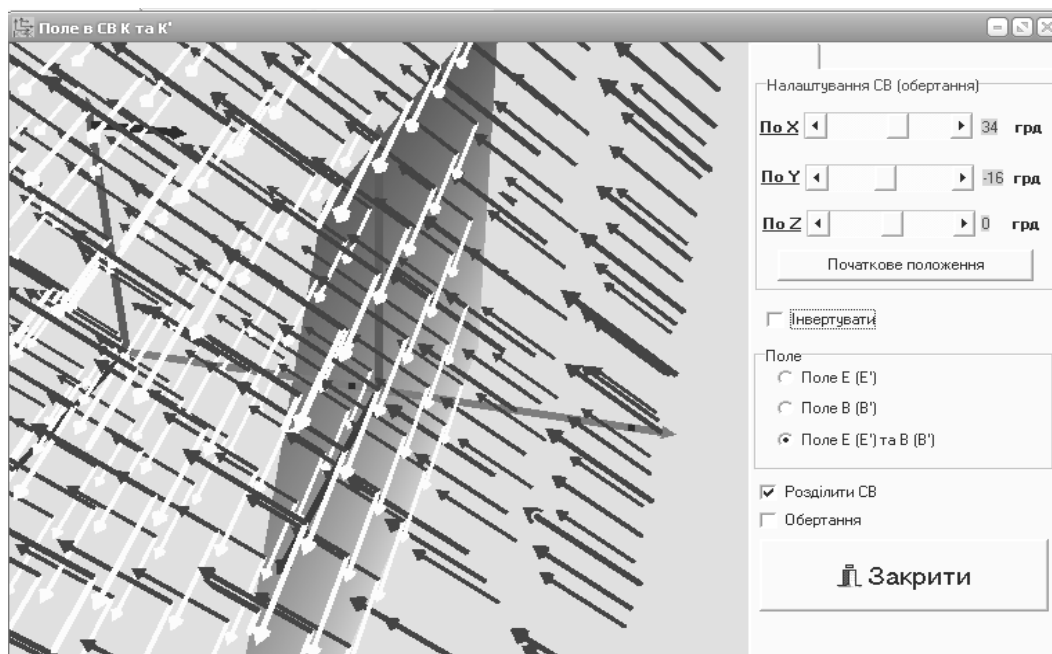 Поле в СВ K та K'
Налаштування СВ (обертання)
По X 34 грд
По Y -16 грд
По Z 0 грд
Початкове положення
Інвертувати
Поле
Поле E (E')
Поле B (B')
Поле E (E') та B (B')
Розділити СВ
Обертання
Закрити